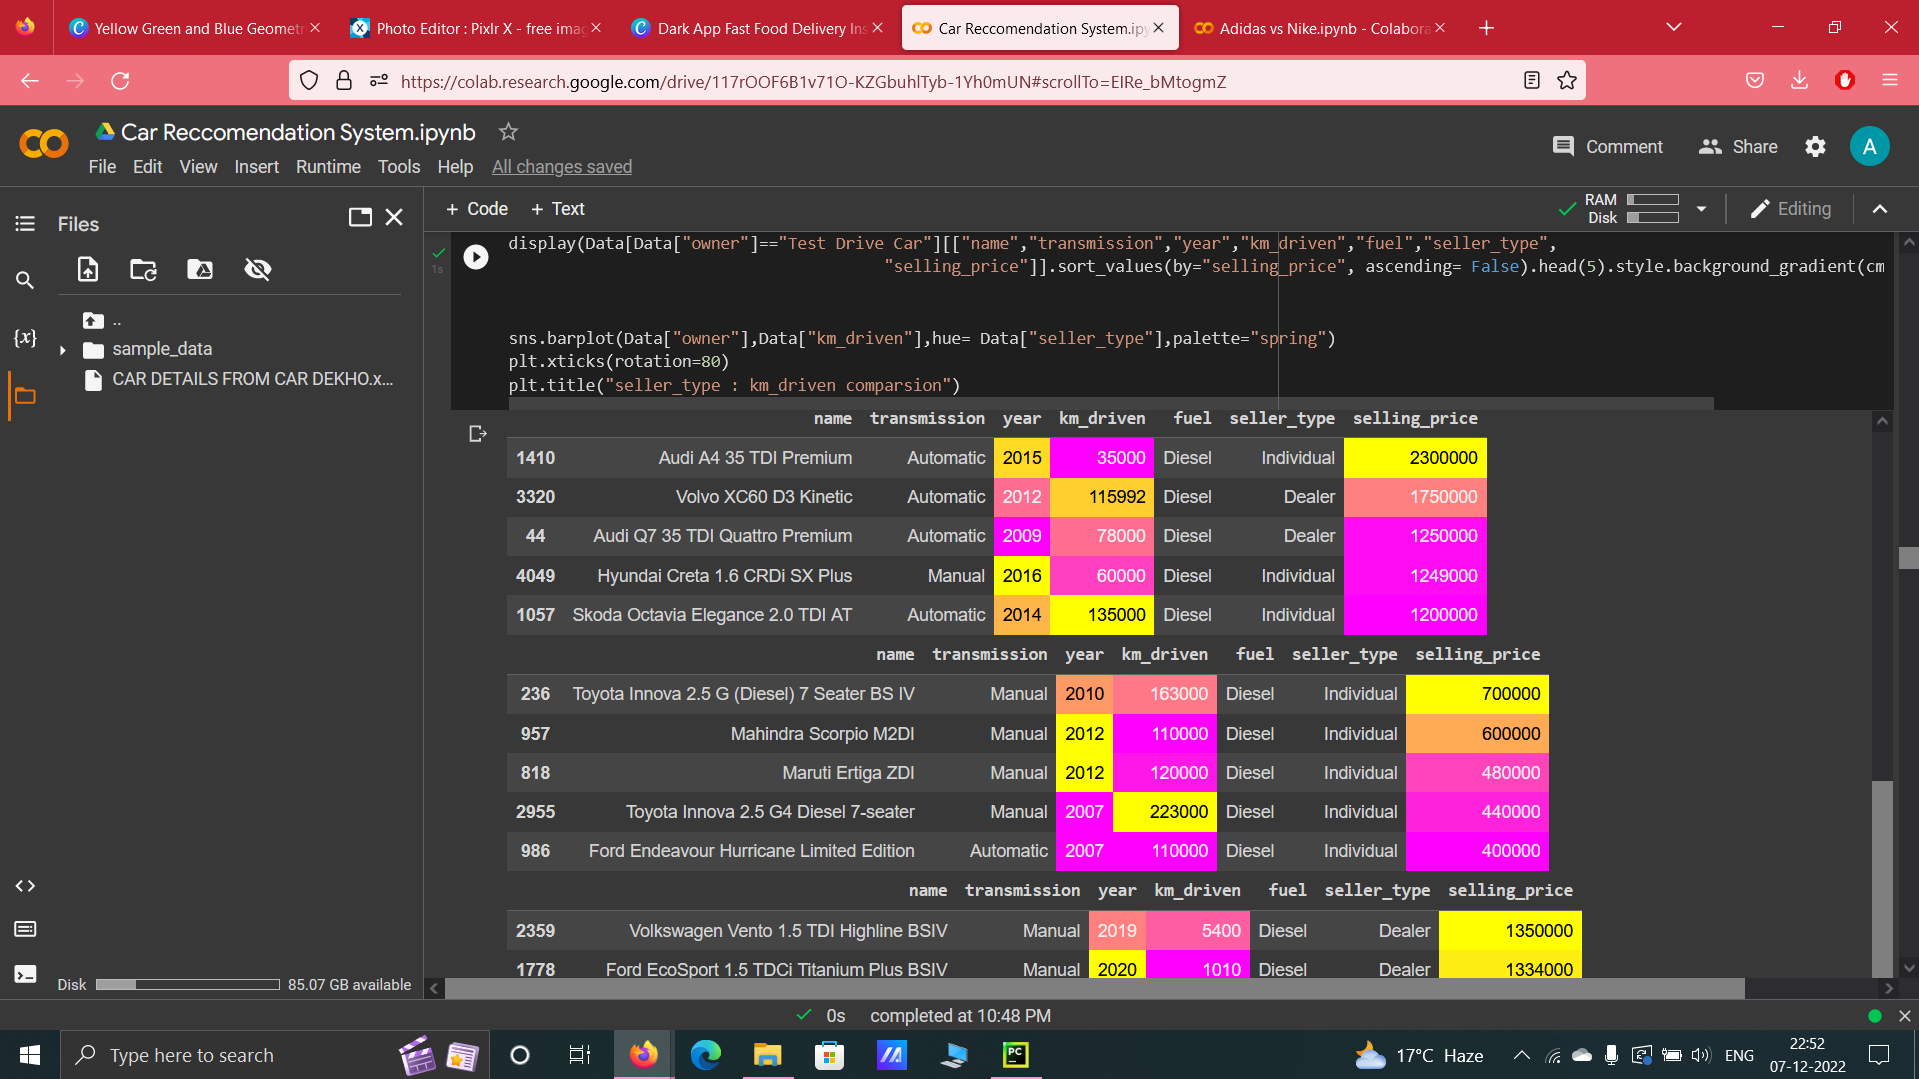 Yellow Green and Blue Geometr
Photo Editor : Pixlr X - free imag
Dark App Fast Food Delivery Ins
Car Reccomendation System.ipy
Adidas vs Nike.ipynb - Colabora
https://colab.research.google.com/drive/117rOOF6B1v71O-KZGbuhlTyb-1Yh0mUN#scrollTo=EIRe_bMtogmZ
Car Reccomendation System.ipynb
Comment
Share
A
File Edit View Insert Runtime Tools Help All changes saved
Files
+ Code + Text
RAM
Disk
Editing
..
sample_data
CAR DETAILS FROM CAR DEKHO.x...
{x}
1s
display(Data[Data["owner"]=="Test Drive Car"][["name","transmission","year","km_driven","fuel","seller_type",
"selling_price"]].sort_values(by="selling_price", ascending= False).head(5).style.background_gradient(cm
sns.barplot(Data["owner"],Data["km_driven"],hue= Data["seller_type"],palette="spring")
plt.xticks(rotation=80)
plt.title("seller_type : km_driven comparsion")
name transmission year km_driven fuel seller_type selling_price
1410 Audi A4 35 TDI Premium Automatic 2015 35000 Diesel Individual 2300000
3320 Volvo XC60 D3 Kinetic Automatic 2012 115992 Diesel Dealer 1750000
44 Audi Q7 35 TDI Quattro Premium Automatic 2009 78000 Diesel Dealer 1250000
4049 Hyundai Creta 1.6 CRDi SX Plus Manual 2016 60000 Diesel Individual 1249000
1057 Skoda Octavia Elegance 2.0 TDI AT Automatic 2014 135000 Diesel Individual 1200000
name transmission year km_driven fuel seller_type selling_price
236 Toyota Innova 2.5 G (Diesel) 7 Seater BS IV Manual 2010 163000 Diesel Individual 700000
957 Mahindra Scorpio M2DI Manual 2012 110000 Diesel Individual 600000
818 Maruti Ertiga ZDI Manual 2012 120000 Diesel Individual 480000
2955 Toyota Innova 2.5 G4 Diesel 7-seater Manual 2007 223000 Diesel Individual 440000
986 Ford Endeavour Hurricane Limited Edition Automatic 2007 110000 Diesel Individual 400000
name transmission year km_driven fuel seller_type selling_price
2359 Volkswagen Vento 1.5 TDI Highline BSIV Manual 2019 5400 Diesel Dealer 1350000
1778 Ford EcoSport 1.5 TDCi Titanium Plus BSIV Manual 2020 1010 Diesel Dealer 1334000
Disk 85.07 GB available
0s completed at 10:48 PM
Type here to search
PC
17°C Haze
ENG
22:52
07-12-2022